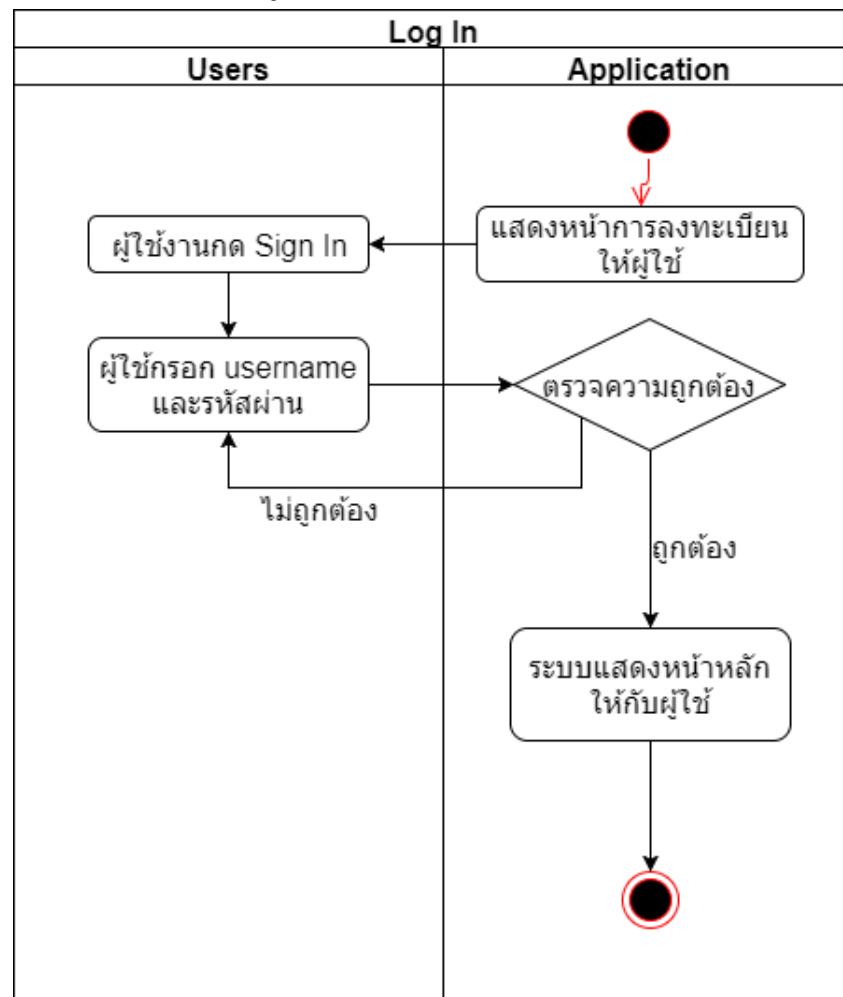 Log In
Users
Application
แสดงหน้าการลงทะเบียน
ให้ผู้ใช้
ผู้ใช้งานกด Sign In
ผู้ใช้กรอก username
และรหัสผ่าน
ตรวจความถูกต้อง
ไม่ถูกต้อง
ถูกต้อง
ระบบแสดงหน้าหลัก
ให้กับผู้ใช้